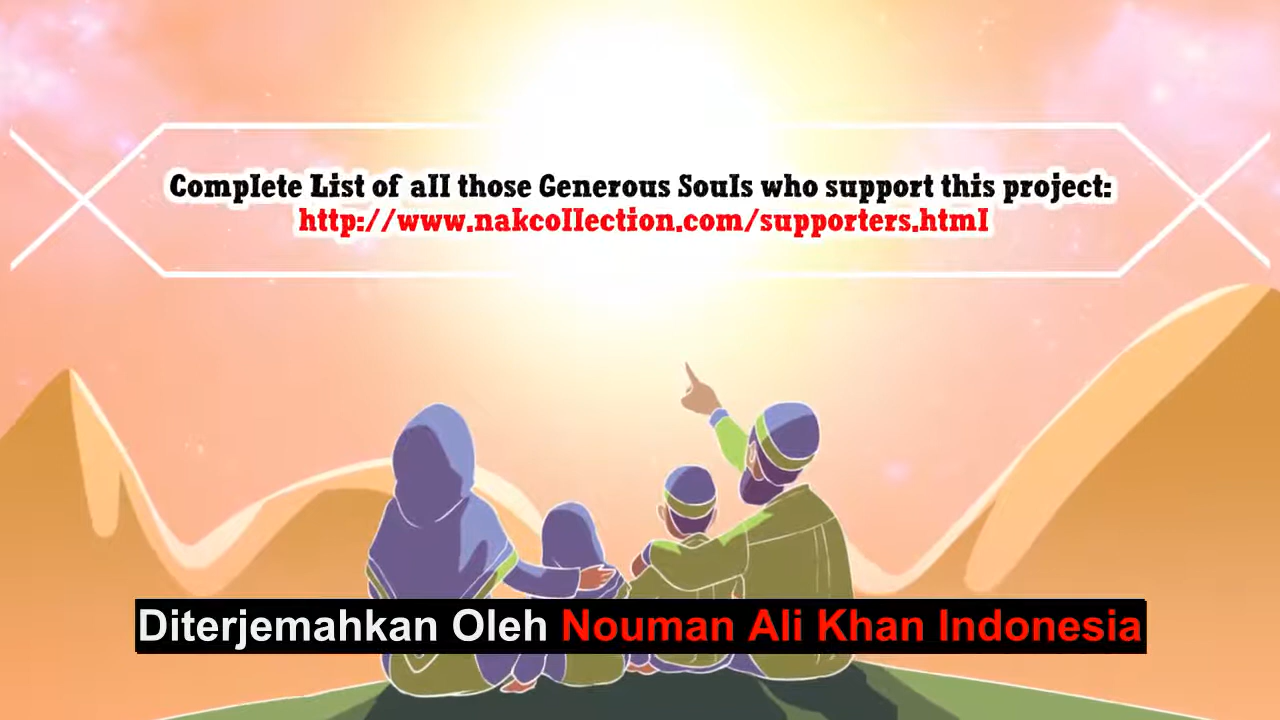 Complete List of all those Generous Souls who support this project:
http://www.nakcollection.com/supporters.html
Diterjemahkan Oleh Nouman Ali Khan Indonesia